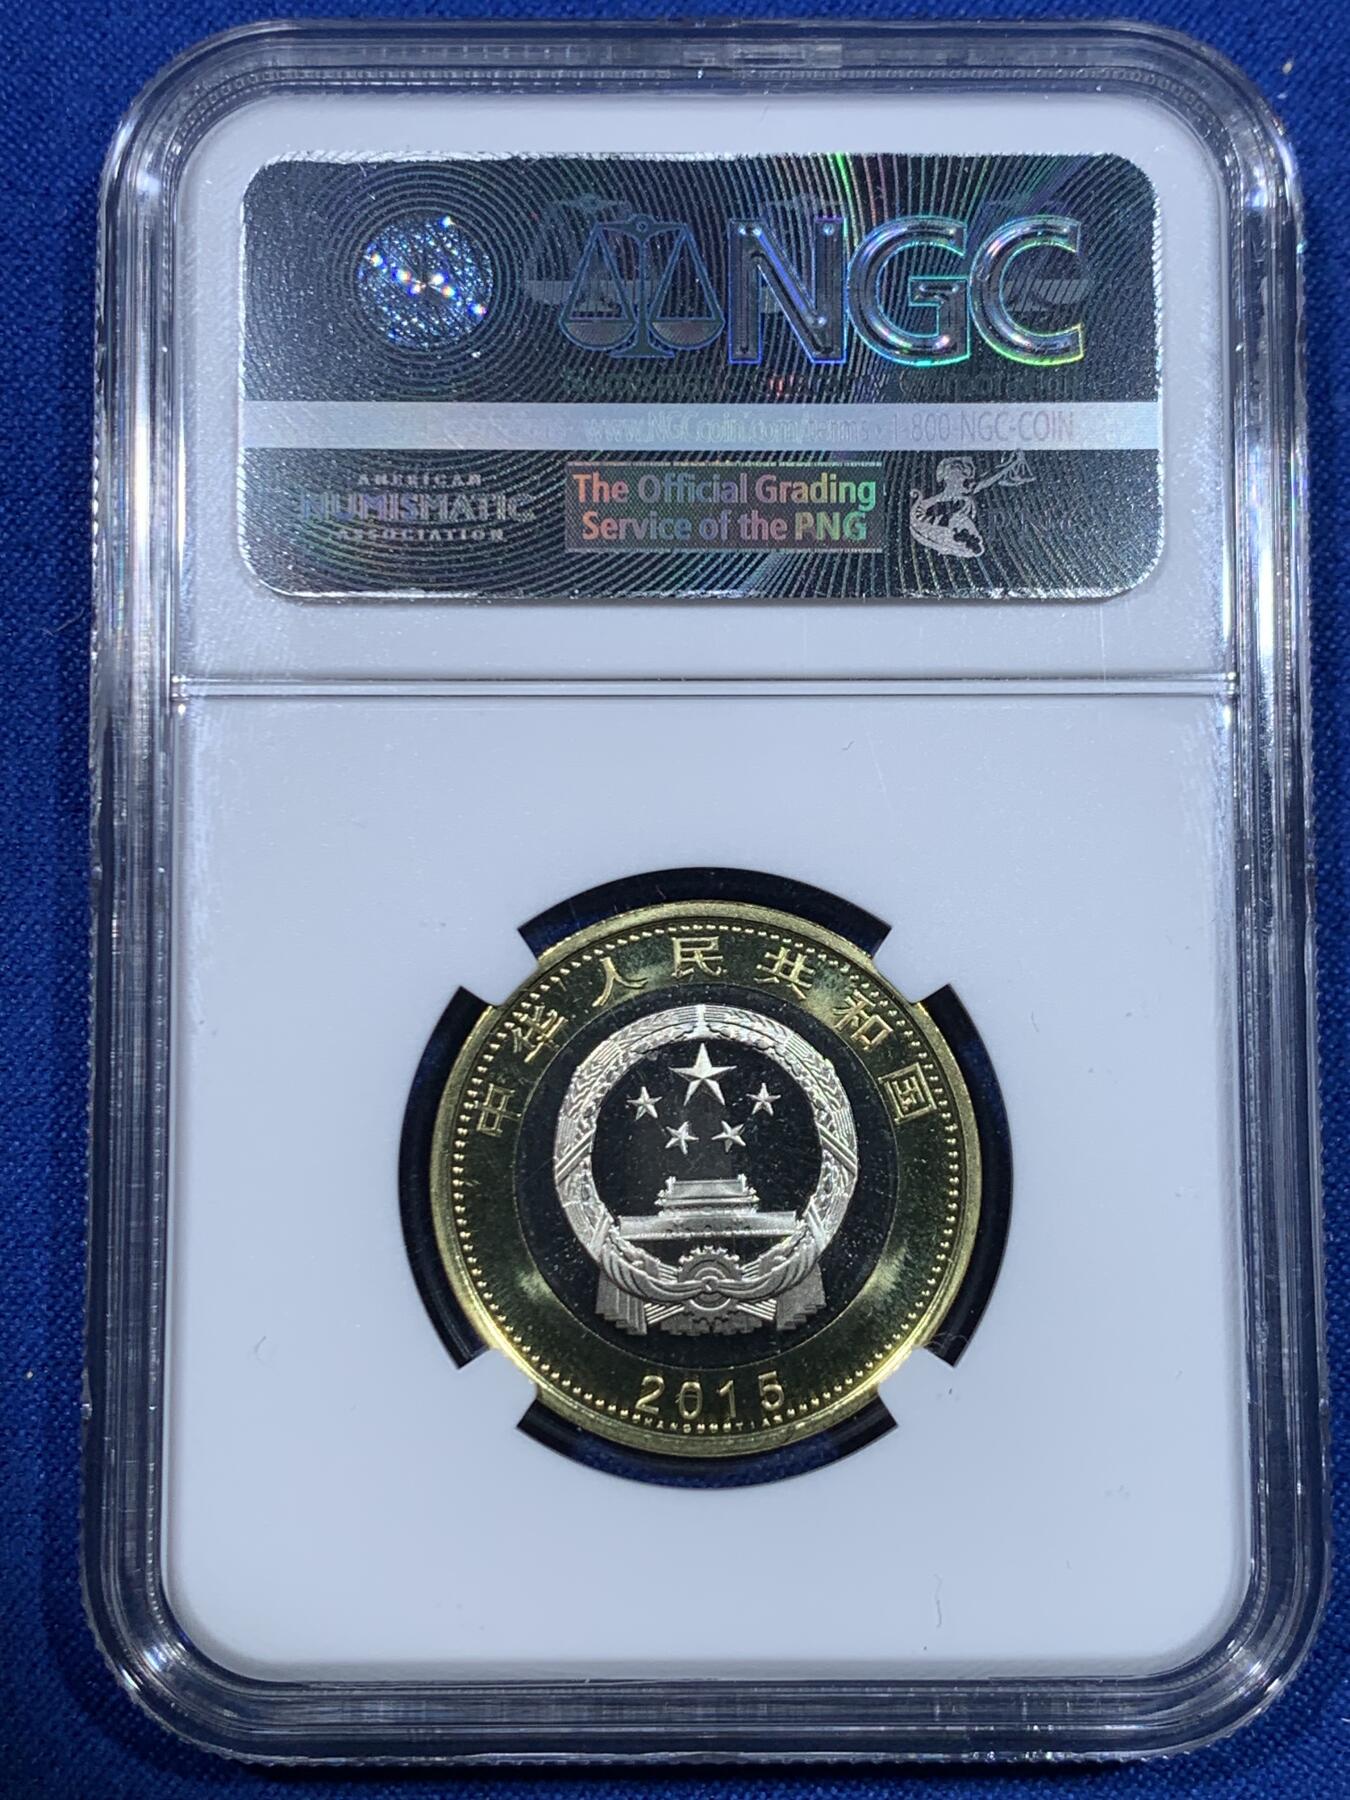 NGC
www.NGCcoin.com 1-800-NGC-COIN
AMERICAN
NUMISMATIC
ASSOCIATION
The Official Grading
Service of the PNG
中华人民共和国
2015